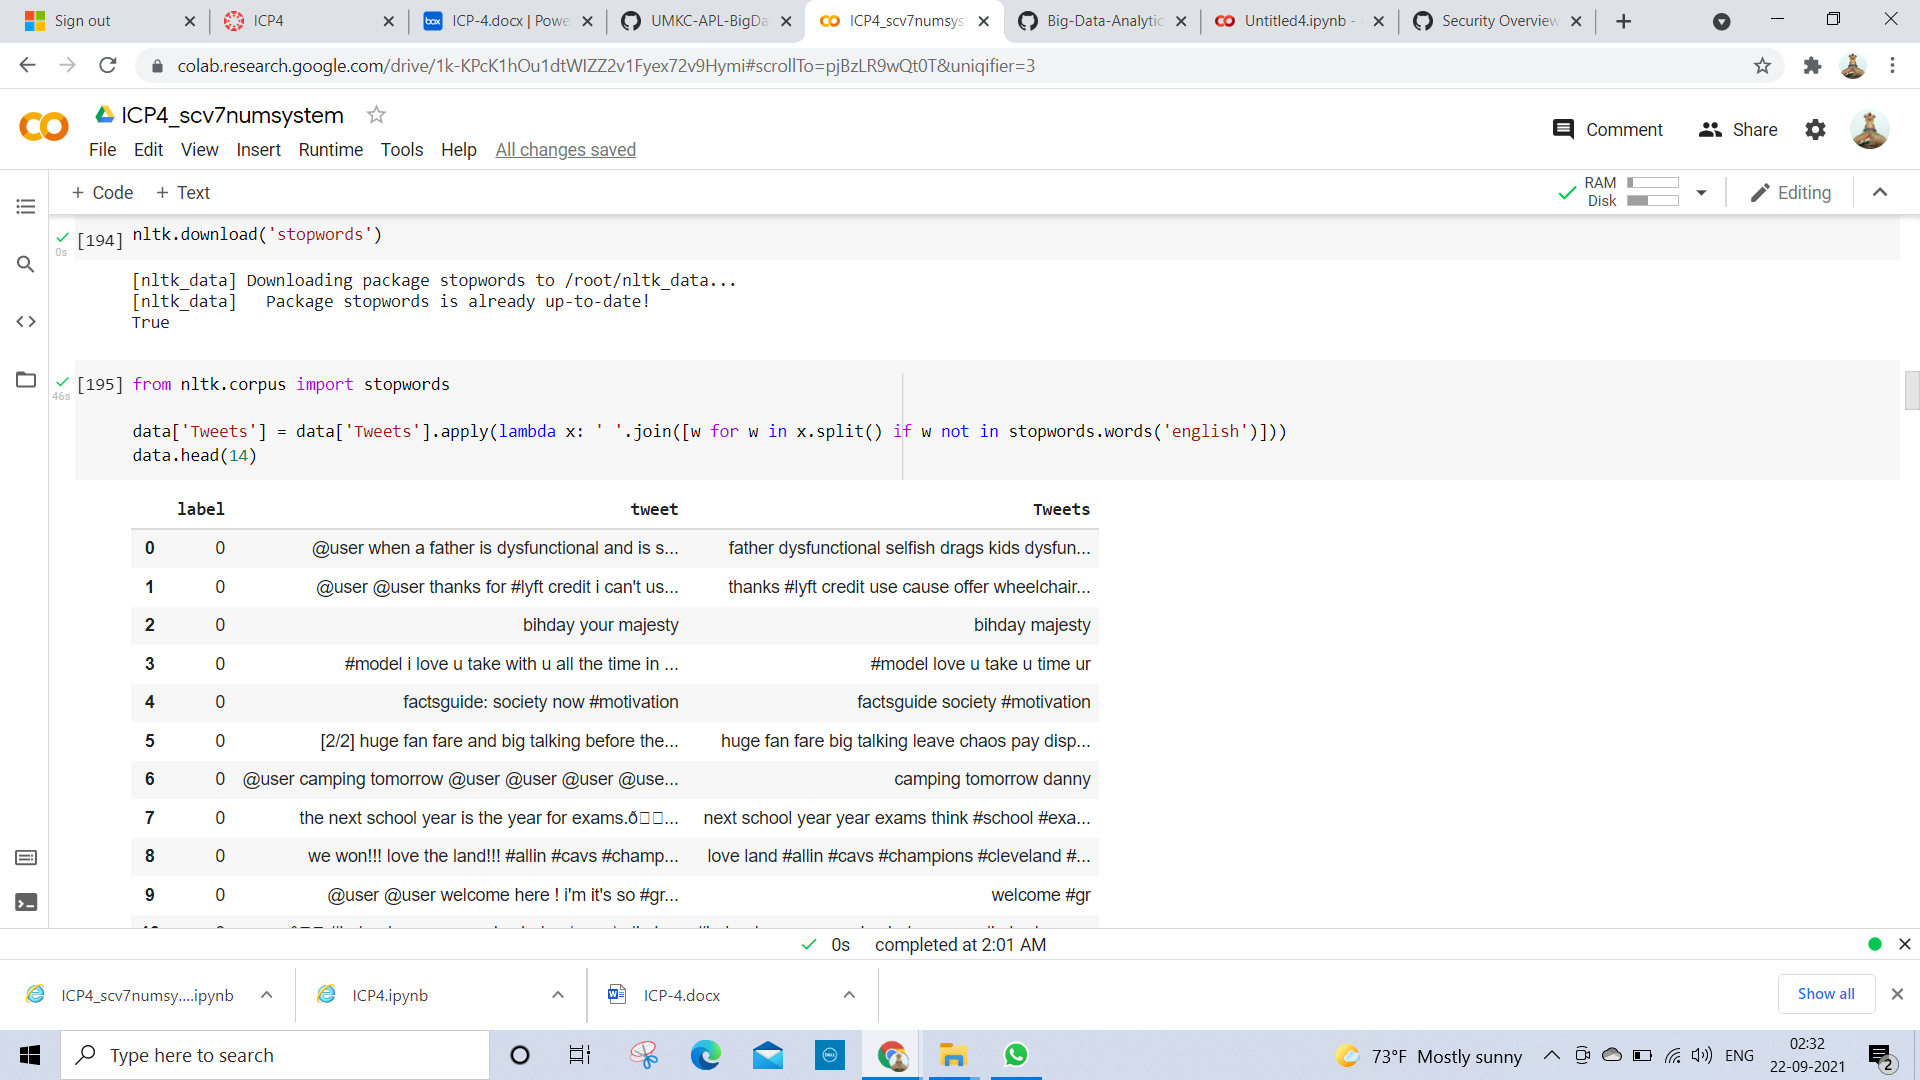 Sign out
ICP4
ICP-4.docx | Powe
UMKC-APL-BigDa
ICP4_scv7numsyst
Big-Data-Analytic
Untitled4.ipynb -
Security Overview
colab.research.google.com/drive/1k-KPcK1hOu1dtWIZZ2v1Fyex72v9Hymi#scrollTo=pjBzLR9wQt0T&uniqifier=3
ICP4_scv7numsystem
Comment
Share
File Edit View Insert Runtime Tools Help All changes saved
+ Code + Text
RAM
Disk
Editing
[194] nltk.download('stopwords')
0s
[nltk_data] Downloading package stopwords to /root/nltk_data...
[nltk_data]   Package stopwords is already up-to-date!
True
[195] from nltk.corpus import stopwords
46s
data['Tweets'] = data['Tweets'].apply(lambda x: ' '.join([w for w in x.split() if w not in stopwords.words('english')]))
data.head(14)
label tweet Tweets
0 0 @user when a father is dysfunctional and is s... father dysfunctional selfish drags kids dysfun...
1 0 @user @user thanks for #lyft credit i can't us... thanks #lyft credit use cause offer wheelchair...
2 0 bihday your majesty bihday majesty
3 0 #model i love u take with u all the time in ... #model love u take u time ur
4 0 factsguide: society now #motivation factsguide society #motivation
5 0 [2/2] huge fan fare and big talking before the... huge fan fare big talking leave chaos pay disp...
6 0 @user camping tomorrow @user @user @user @use... camping tomorrow danny
7 0 the next school year is the year for exams.ð□□... next school year year exams think #school #exa...
8 0 we won!!! love the land!!! #allin #cavs #champ... love land #allin #cavs #champions #cleveland #...
9 0 @user @user welcome here ! i'm it's so #gr... welcome #gr
0s completed at 2:01 AM
ICP4_scv7numsy....ipynb
ICP4.ipynb
ICP-4.docx
Show all
Type here to search
DELL
73°F Mostly sunny
ENG
02:32
22-09-2021
2